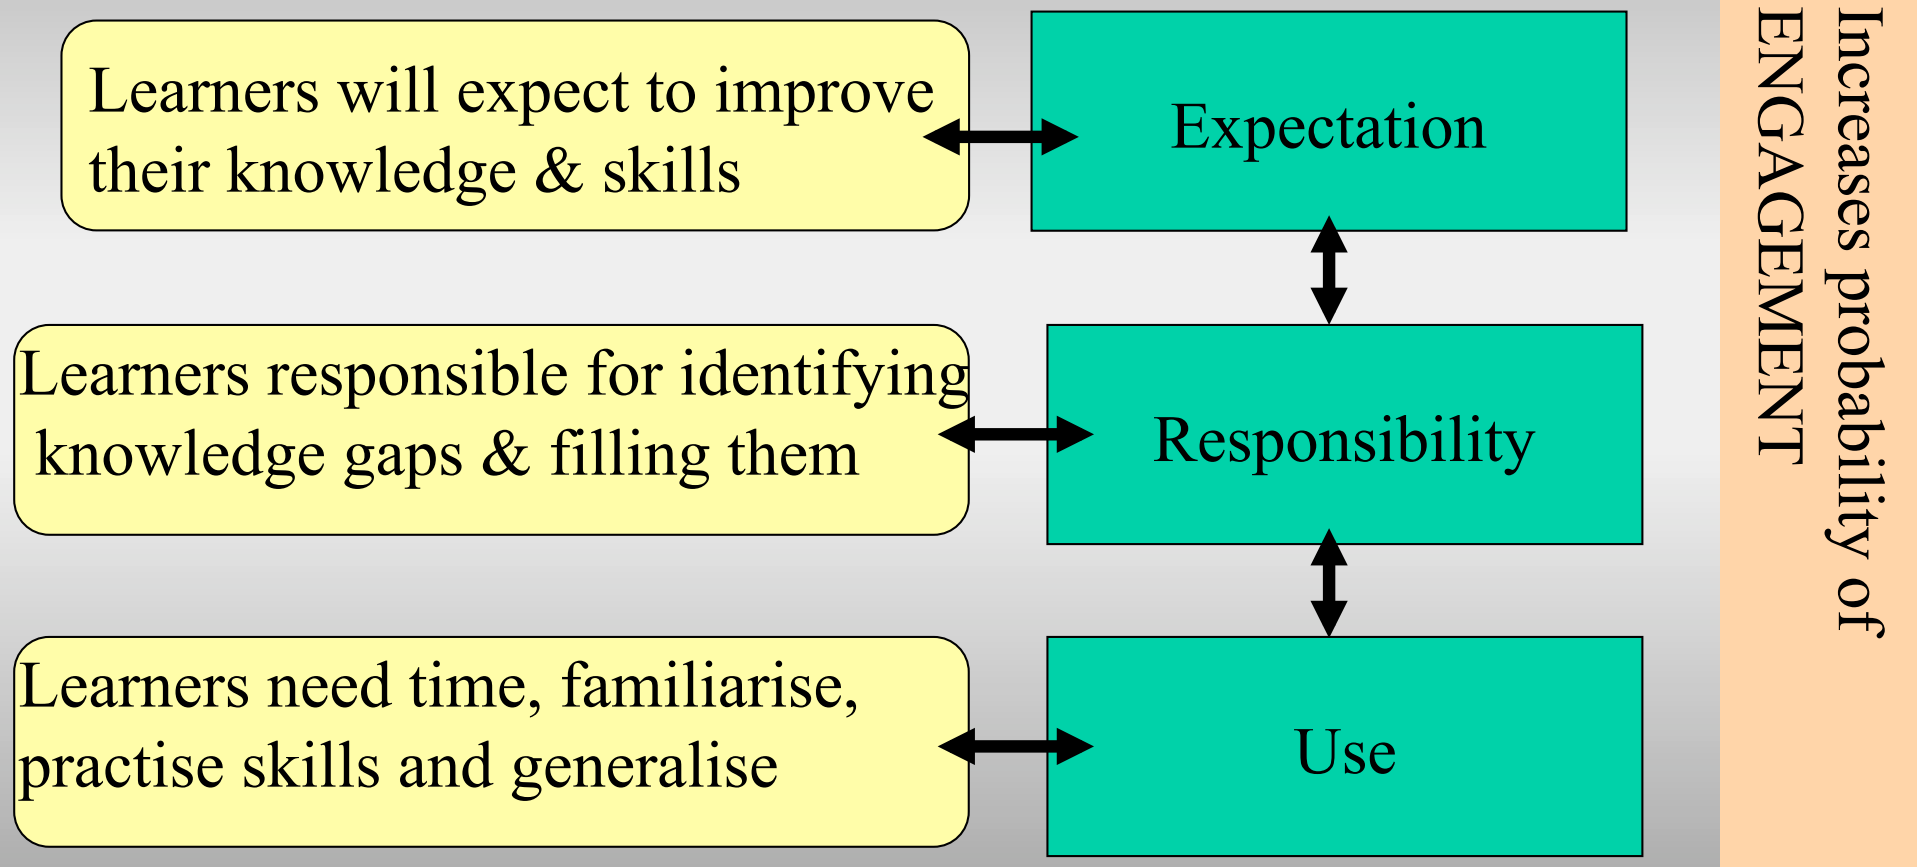 Learners will expect to improve
their knowledge & skills
Expectation
Learners responsible for identifying
knowledge gaps & filling them
Responsibility
Learners need time, familiarise,
practise skills and generalise
Use
Increases probability of
ENGAGEMENT